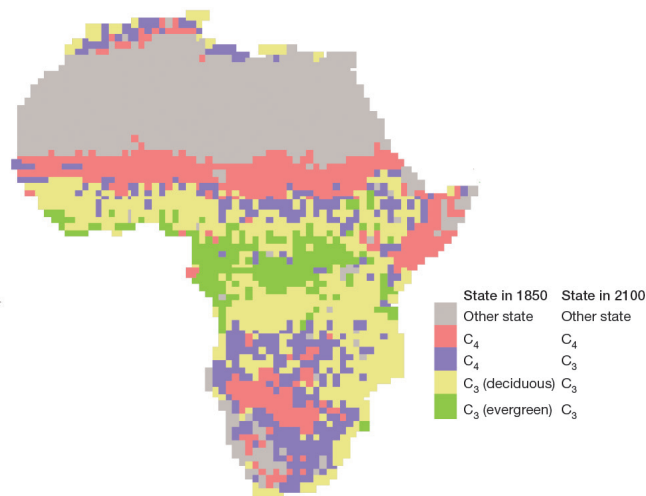 State in 1850 State in 2100
Other state Other state
C₄ C₄
C₄ C₃
C₃ (deciduous) C₃
C₃ (evergreen) C₃